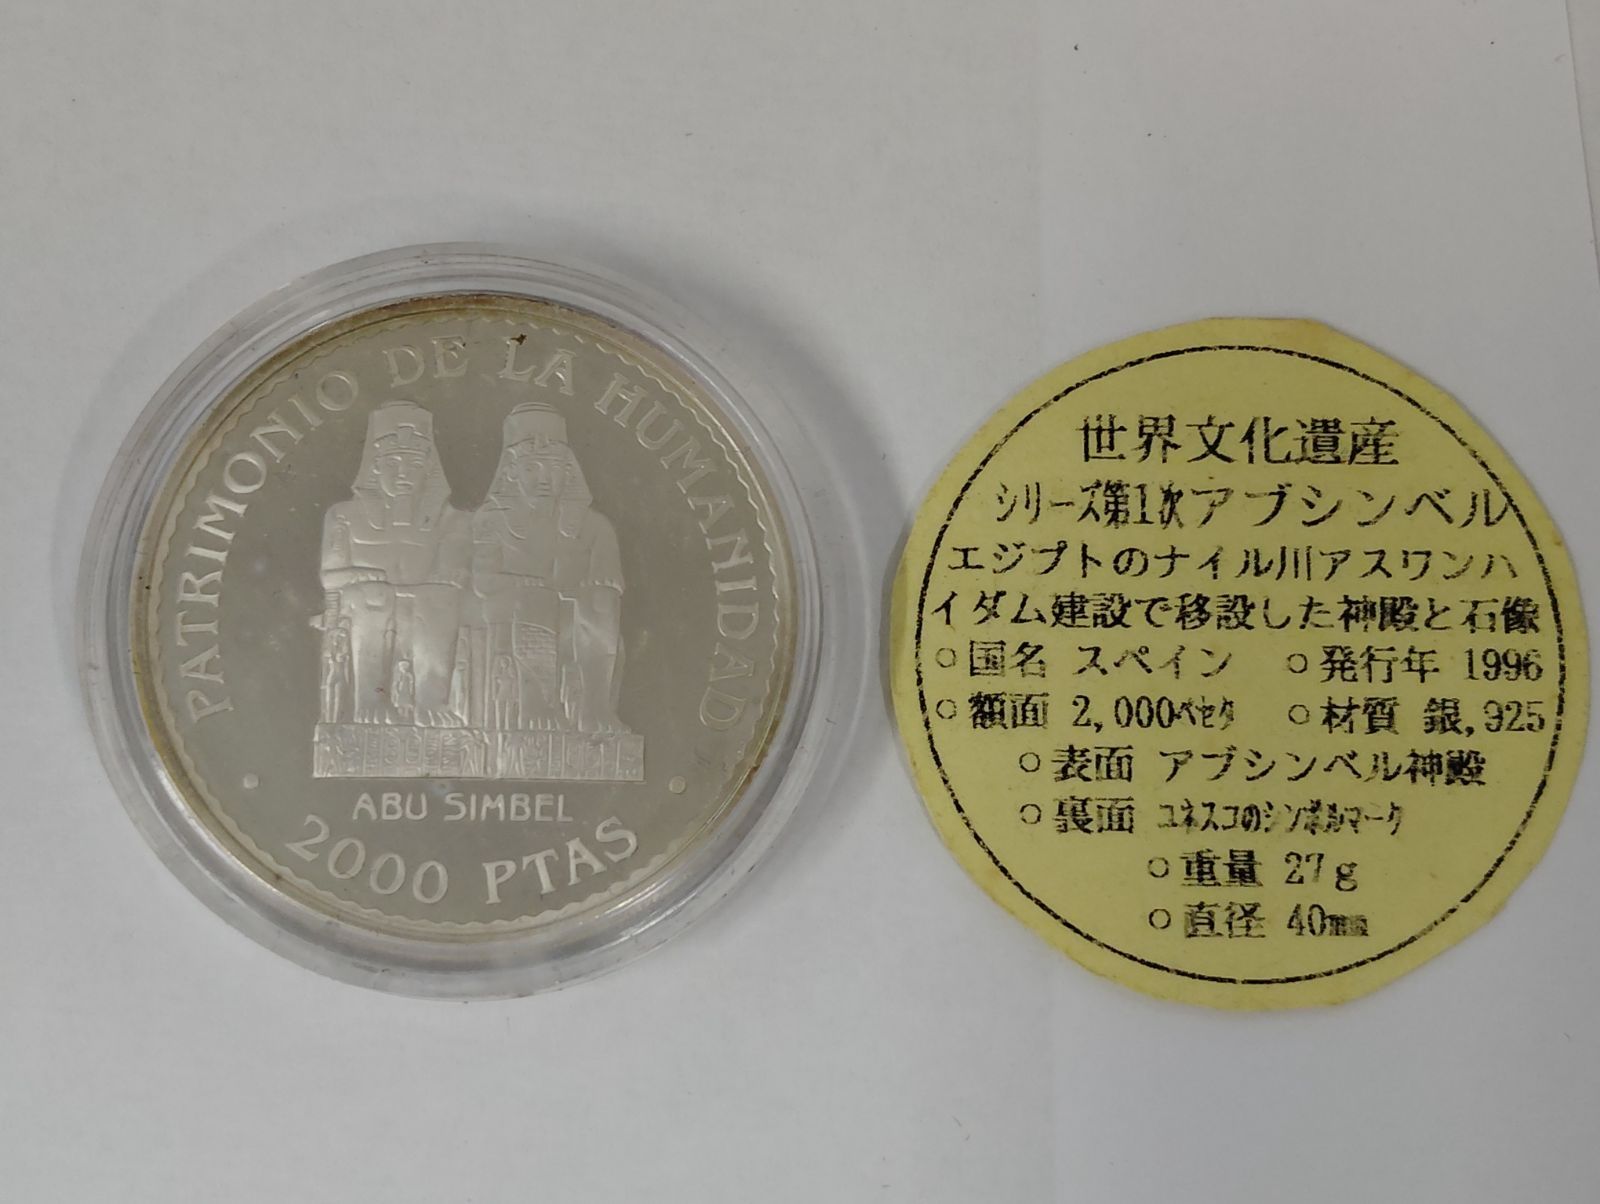 PATRIMONIO DE LA HUMANIDAD
ABU SIMBEL
2000 PTAS
世界文化遺産
シリーズ第1次アブシンベル
エジプトのナイル川アスワンハ
イダム建設で移設した神殿と石像
○国名 スペイン ○発行年 1996
○額面 2,000ペセタ ○材質 銀,925
○表面 アブシンベル神殿
○裏面 ユネスコのシンボルマーク
○重量 27g
○直径 40mm